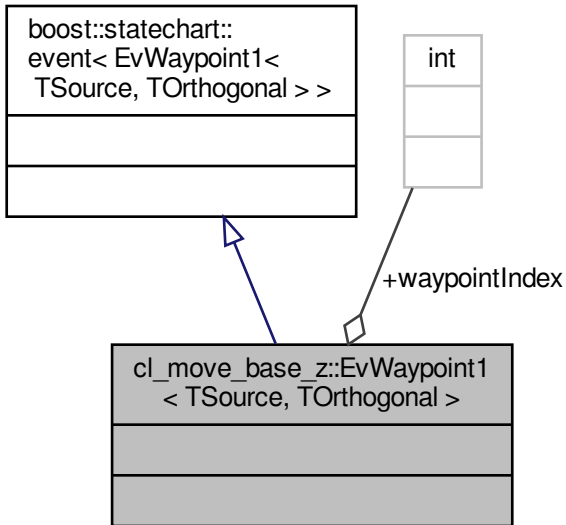 boost::statechart::
event< EvWaypoint1<
 TSource, TOrthogonal > >
int
+waypointIndex
cl_move_base_z::EvWaypoint1
< TSource, TOrthogonal >